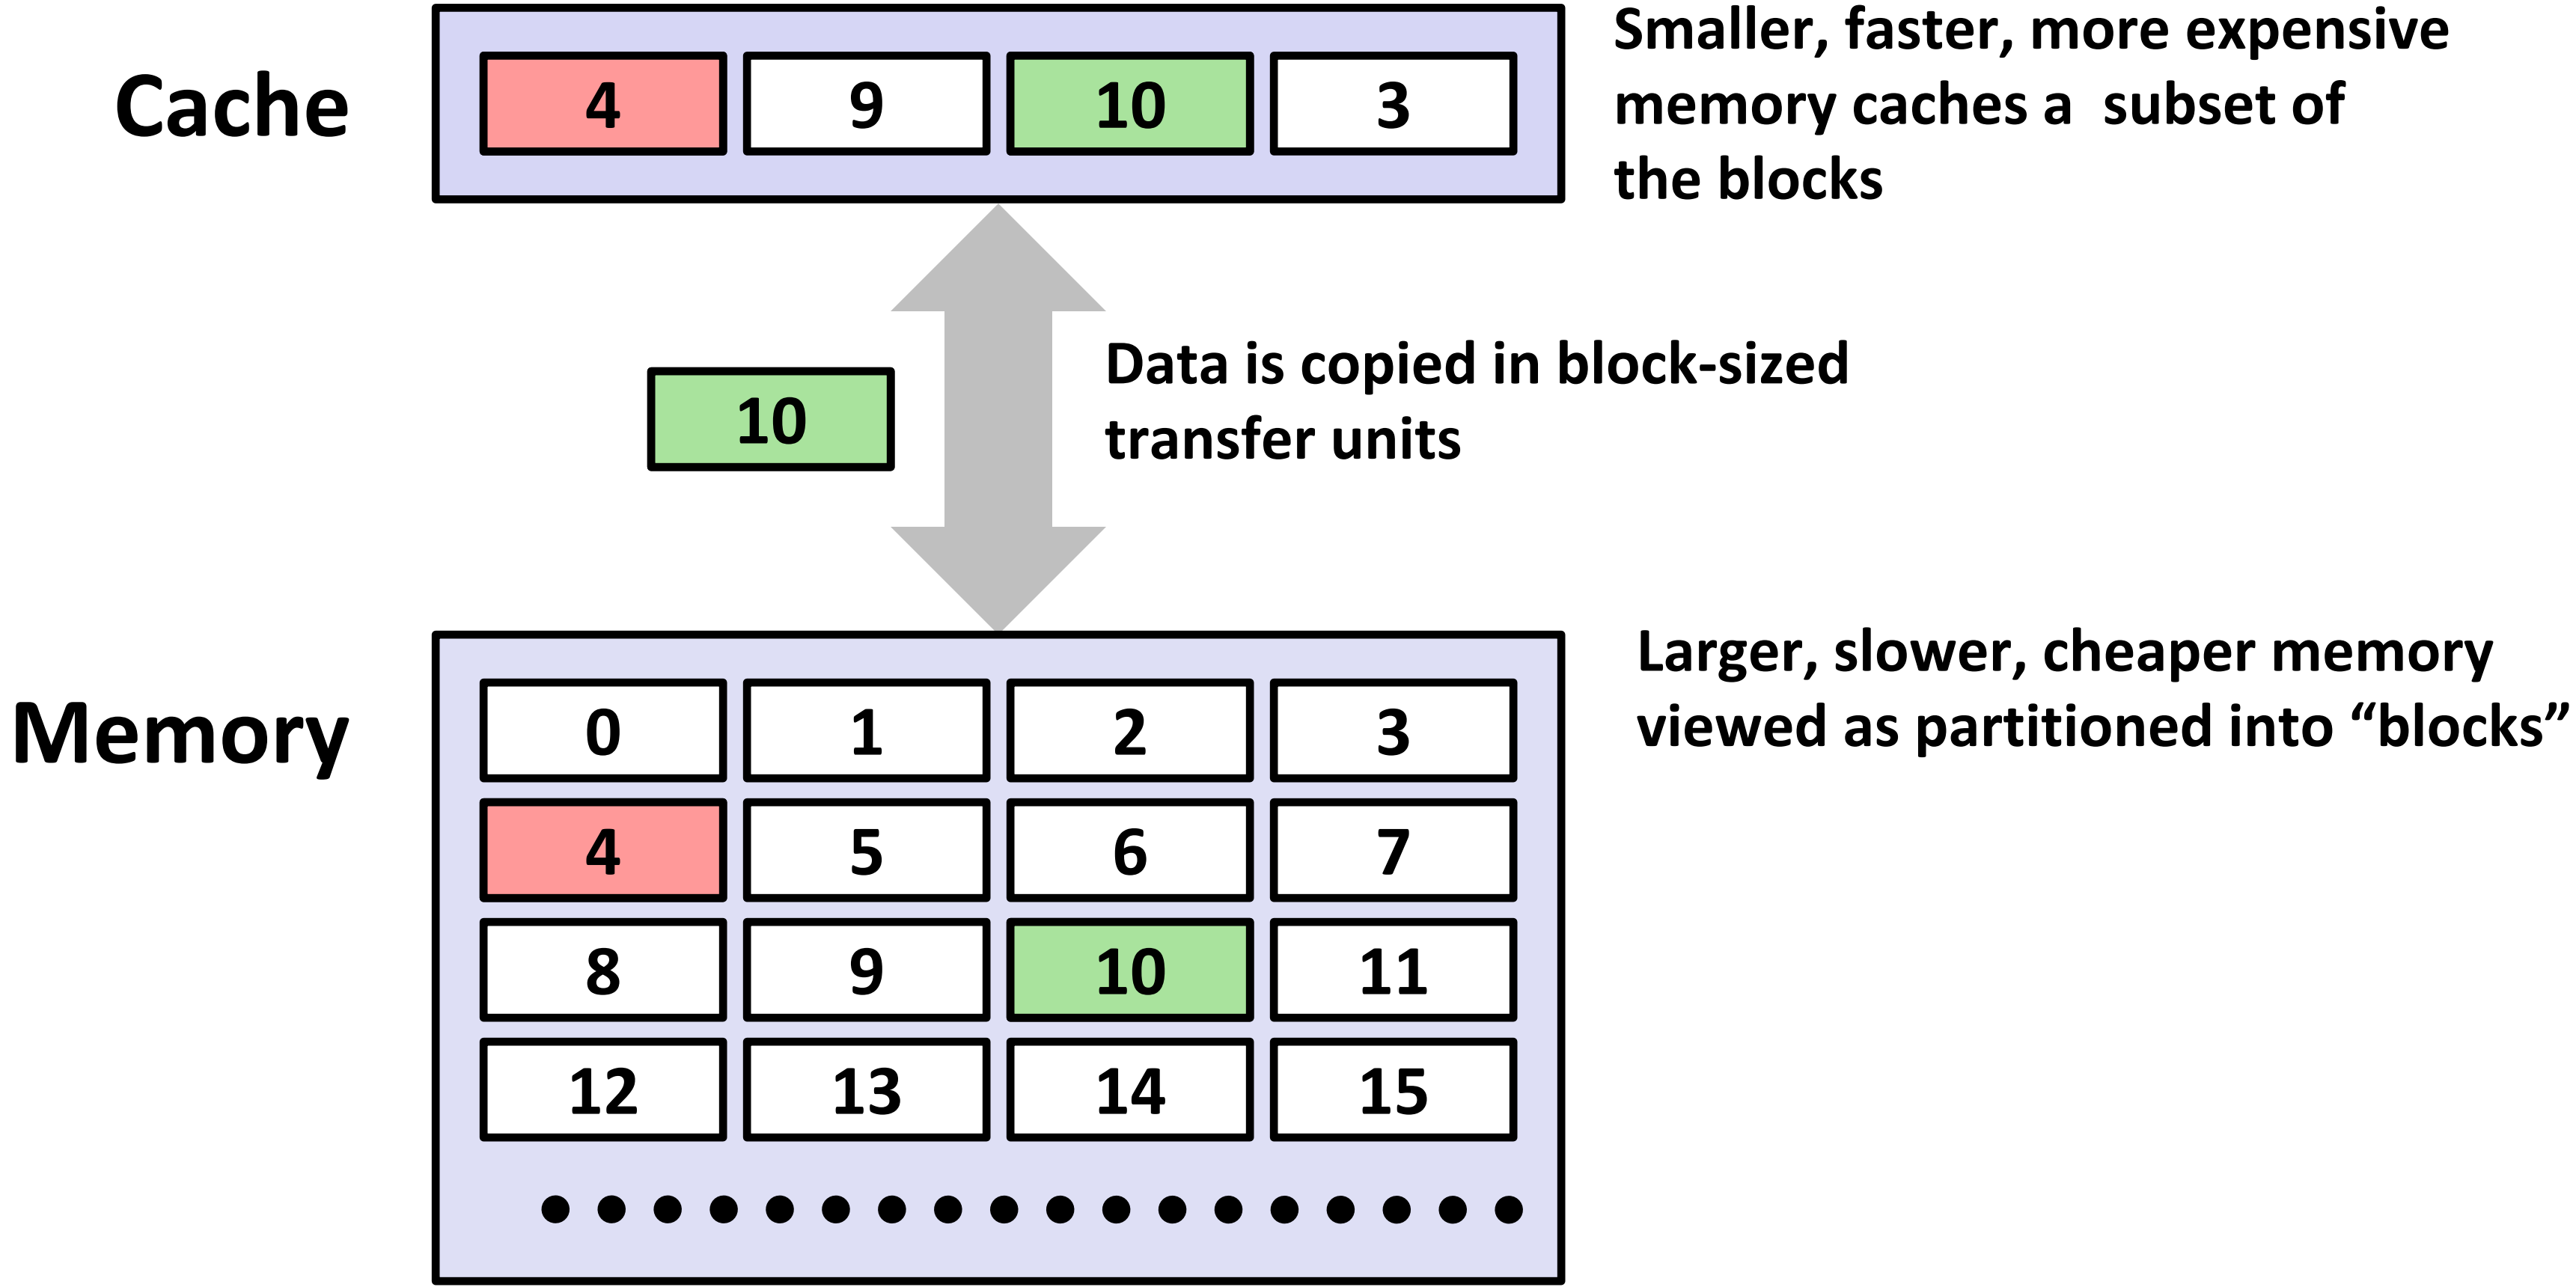 Cache
4 9 10 3
Smaller, faster, more expensive
memory caches a  subset of
the blocks
10
Data is copied in block-sized
transfer units
Memory
0 1 2 3
4 5 6 7
8 9 10 11
12 13 14 15
Larger, slower, cheaper memory
viewed as partitioned into “blocks”